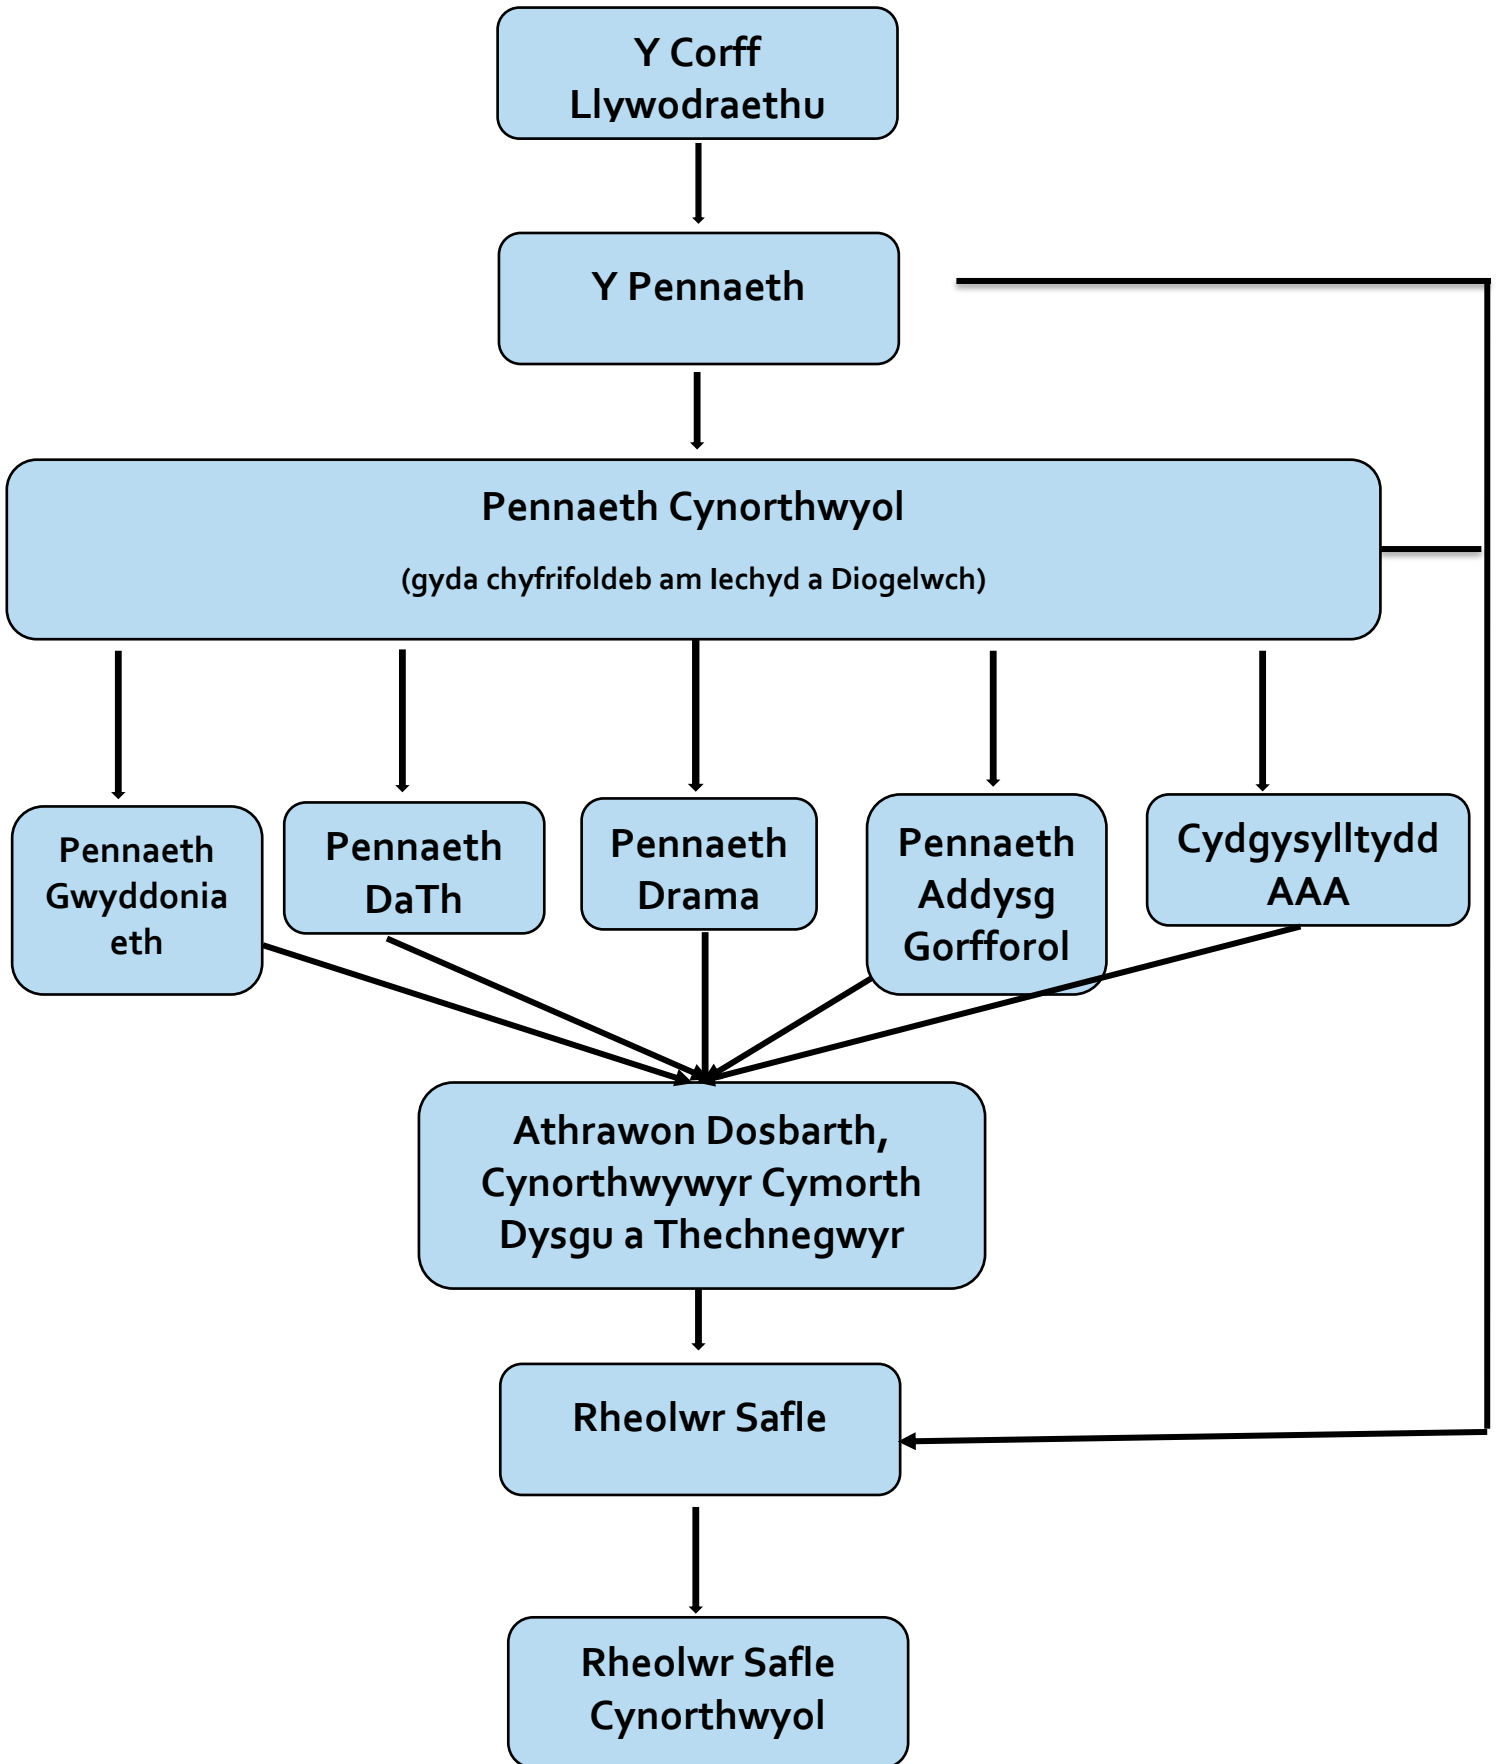 Y Corff
Llywodraethu
Y Pennaeth
Pennaeth Cynorthwyol
(gyda chyfrifoldeb am Iechyd a Diogelwch)
Pennaeth
Gwyddonia
eth
Pennaeth
DaTh
Pennaeth
Drama
Pennaeth
Addysg
Gorfforol
Cydgysylltydd
AAA
Athrawon Dosbarth,
Cynorthwywyr Cymorth
Dysgu a Thechnegwyr
Rheolwr Safle
Rheolwr Safle
Cynorthwyol